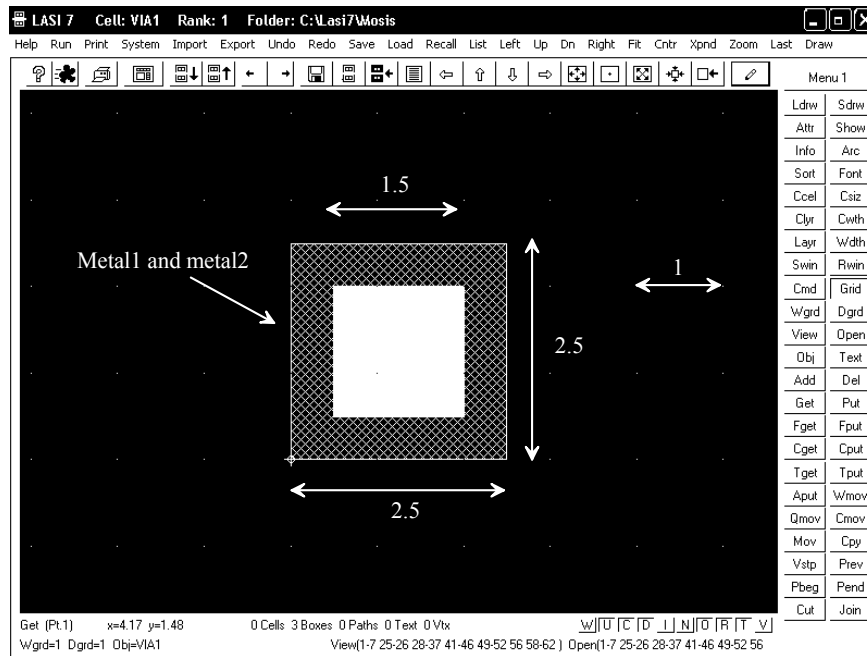 LASI 7 Cell: VIA1 Rank: 1 Folder: C:\Lasi7\Mosis
Help Run Print System Import Export Undo Redo Save Load Recall List Left Up Dn Right Fit Cntr Xpnd Zoom Last Draw
Menu 1
Ldrw Sdrw
Attr Show
Info Arc
Sort Font
Ccel Csiz
Clyr Cwth
Layr Wdth
Swin Rwin
Cmd Grid
Wgrd Dgrd
View Open
Obj Text
Add Del
Get Put
Fget Fput
Cget Cput
Tget Tput
Aput Wmov
Qmov Cmov
Mov Cpy
Vstp Prev
Pbeg Pend
Cut Join
1.5
Metal1 and metal2
1
2.5
2.5
Get (Pt.1) x=4.17 y=1.48 0 Cells 3 Boxes 0 Paths 0 Text 0 Vtx W U C D I N O R T V
Wgrd=1 Dgrd=1 Obj=VIA1 View(1-7 25-26 28-37 41-46 49-52 56 58-62 ) Open(1-7 25-26 28-37 41-46 49-52 56